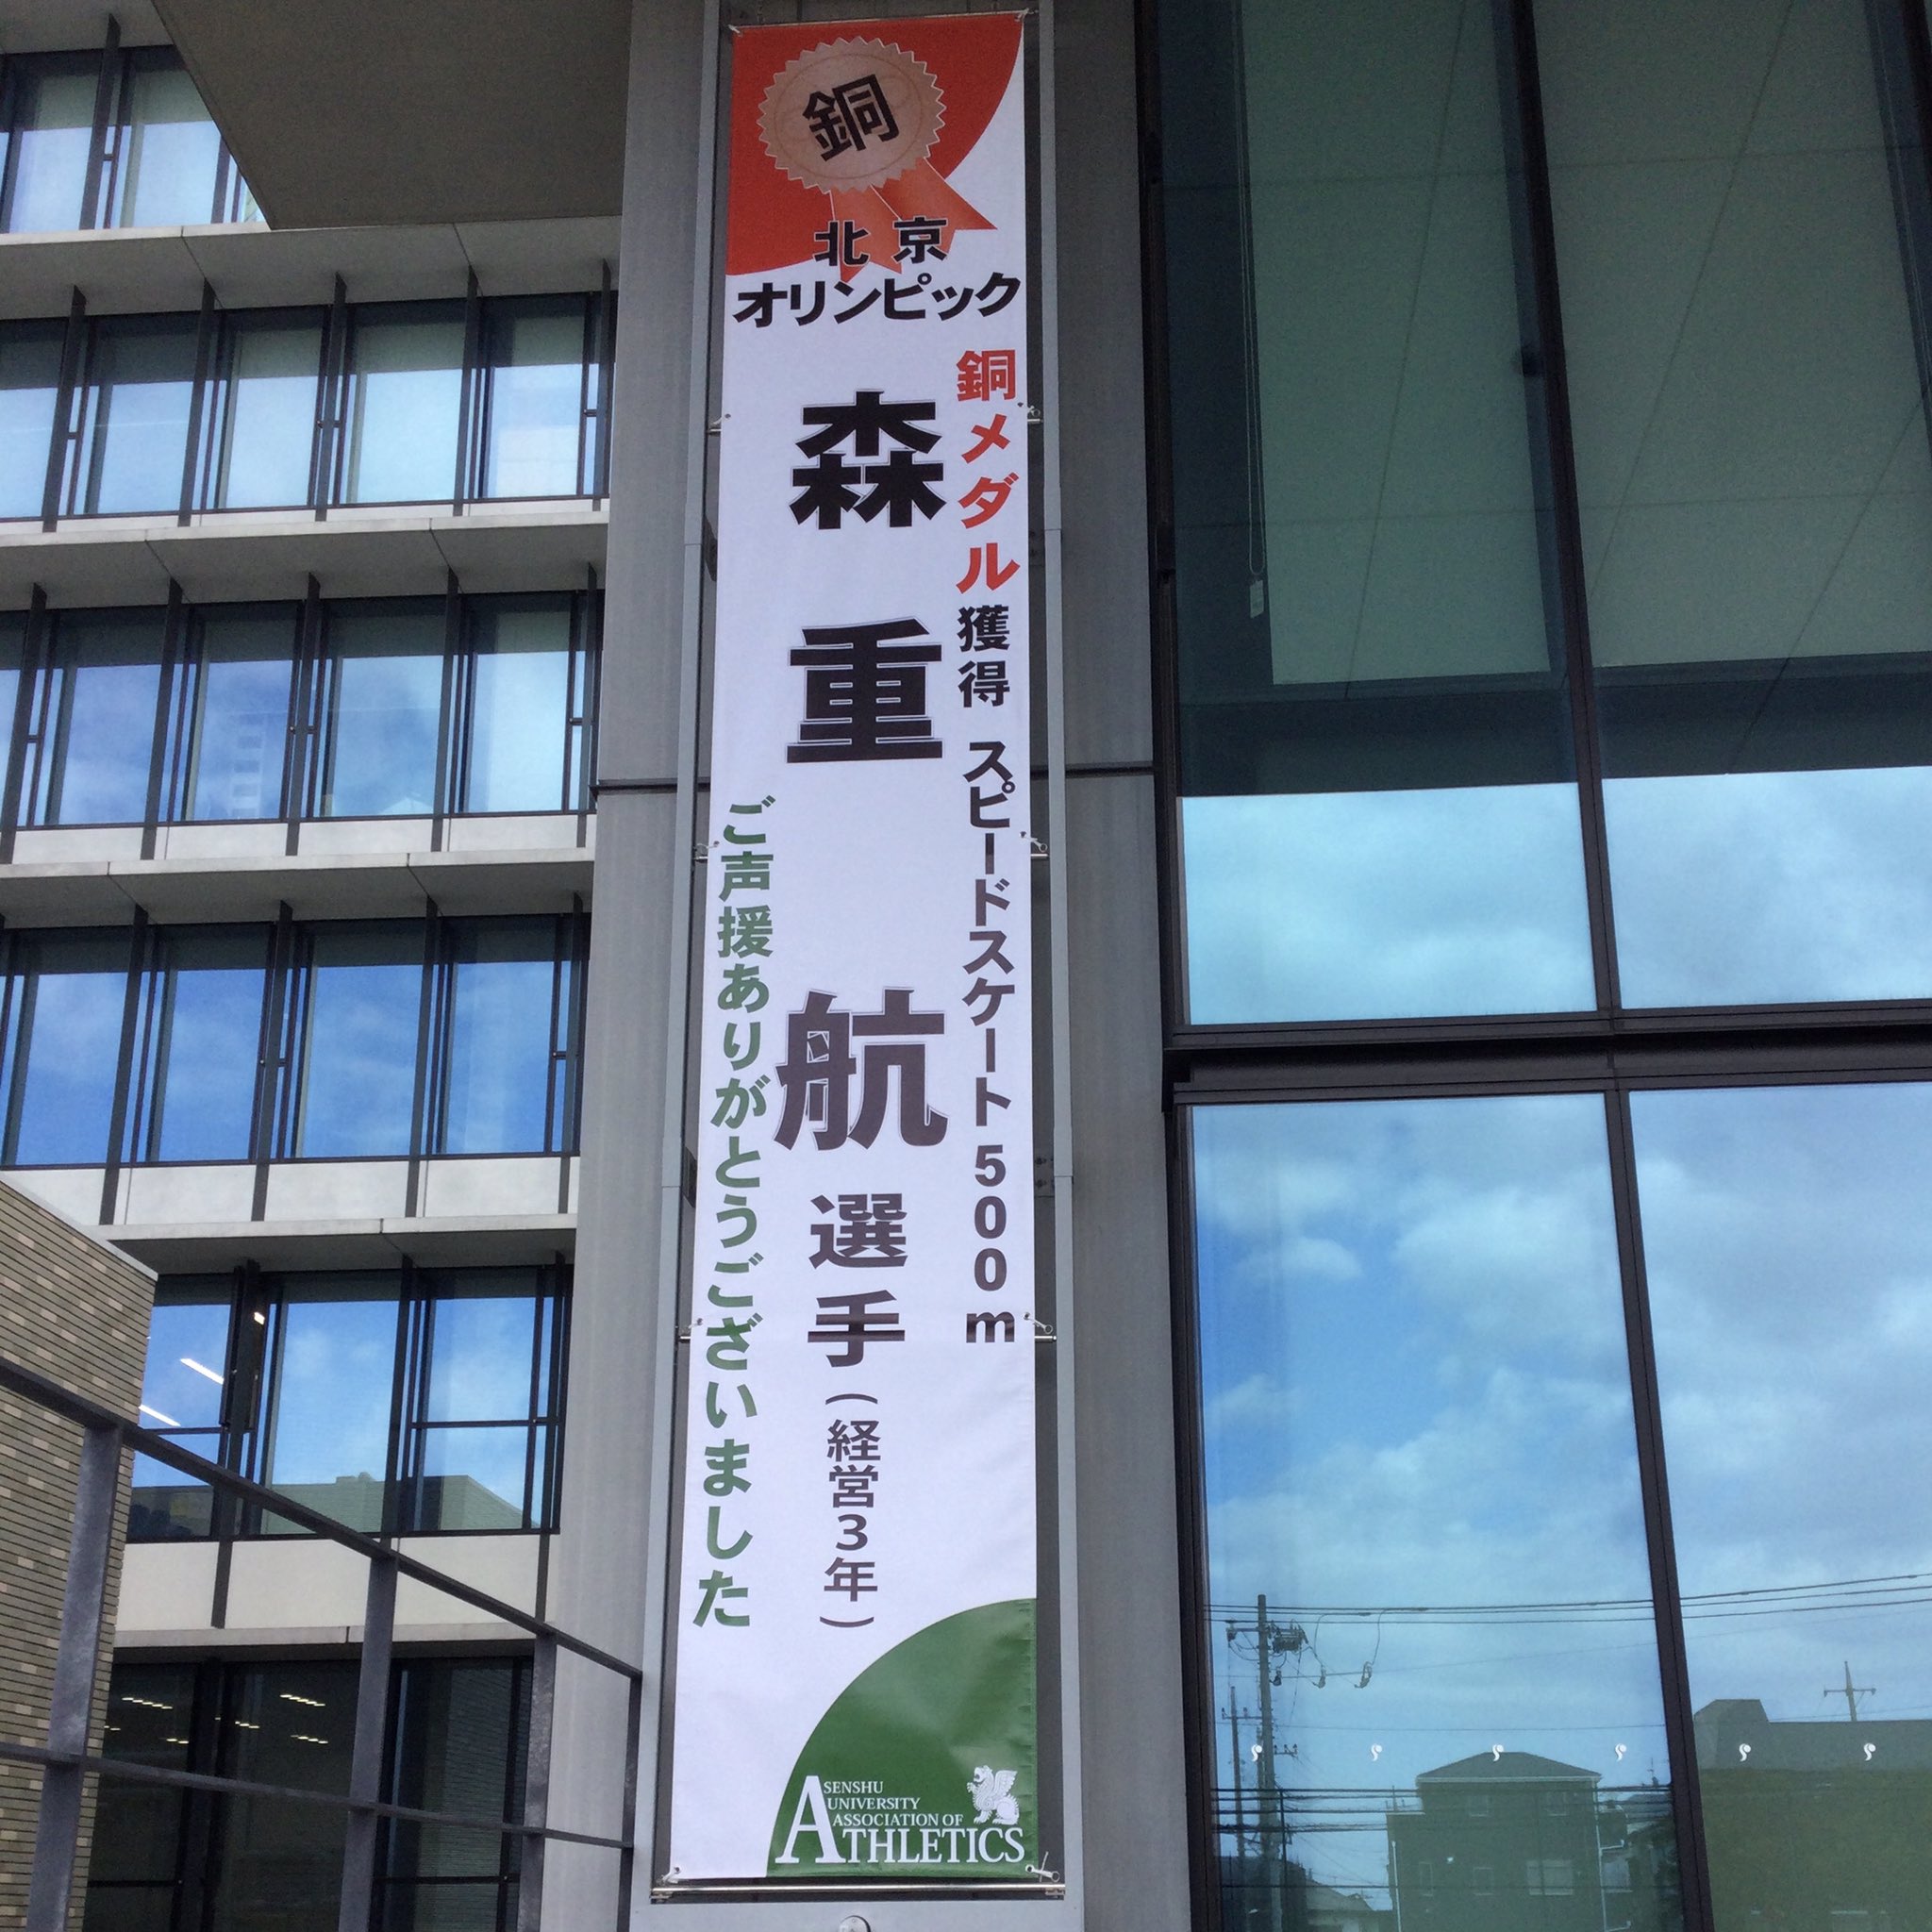 銅
北京
オリンピック
銅メダル獲得 スピードスケート500m
森重 航選手(経営3年)
ご声援ありがとうございました
SENSHU
UNIVERSITY
ASSOCIATION OF
ATHLETICS